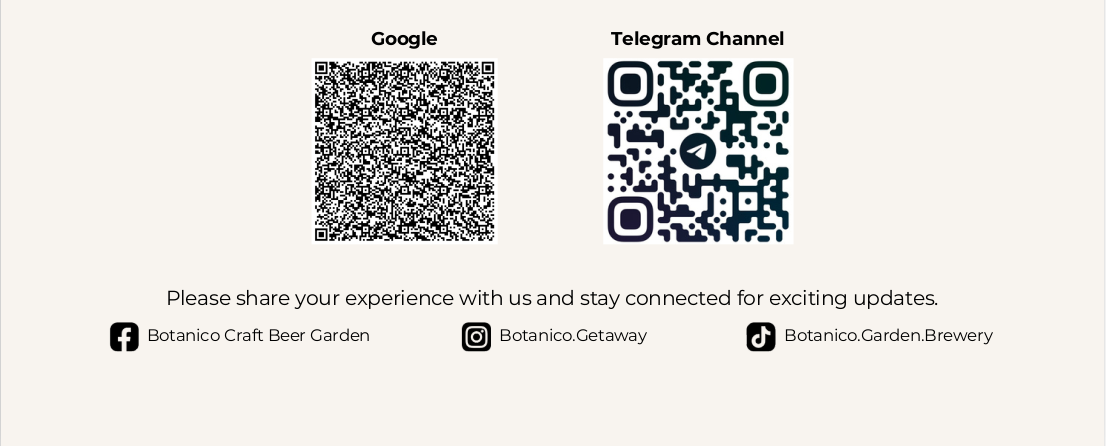 Google
Telegram Channel
Please share your experience with us and stay connected for exciting updates.
Botanico Craft Beer Garden
Botanico.Getaway
Botanico.Garden.Brewery